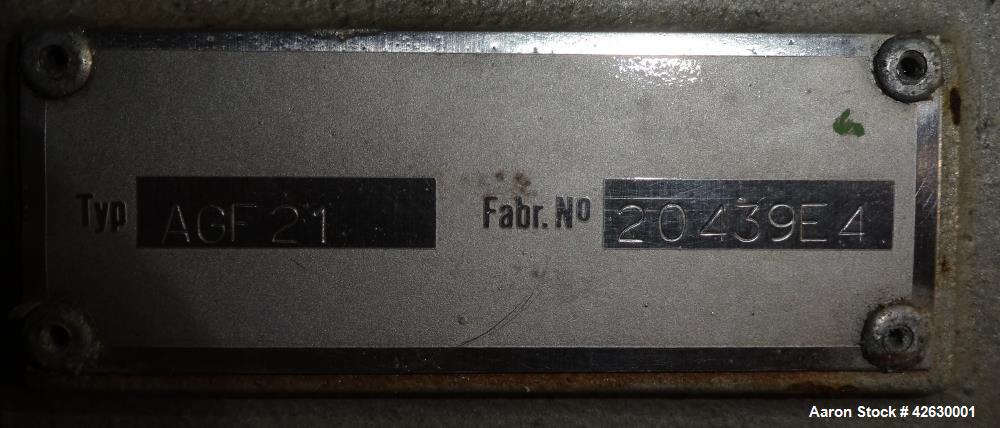 Typ AGF 21 Fabr. Nº 20439E4
Aaron Stock # 42630001